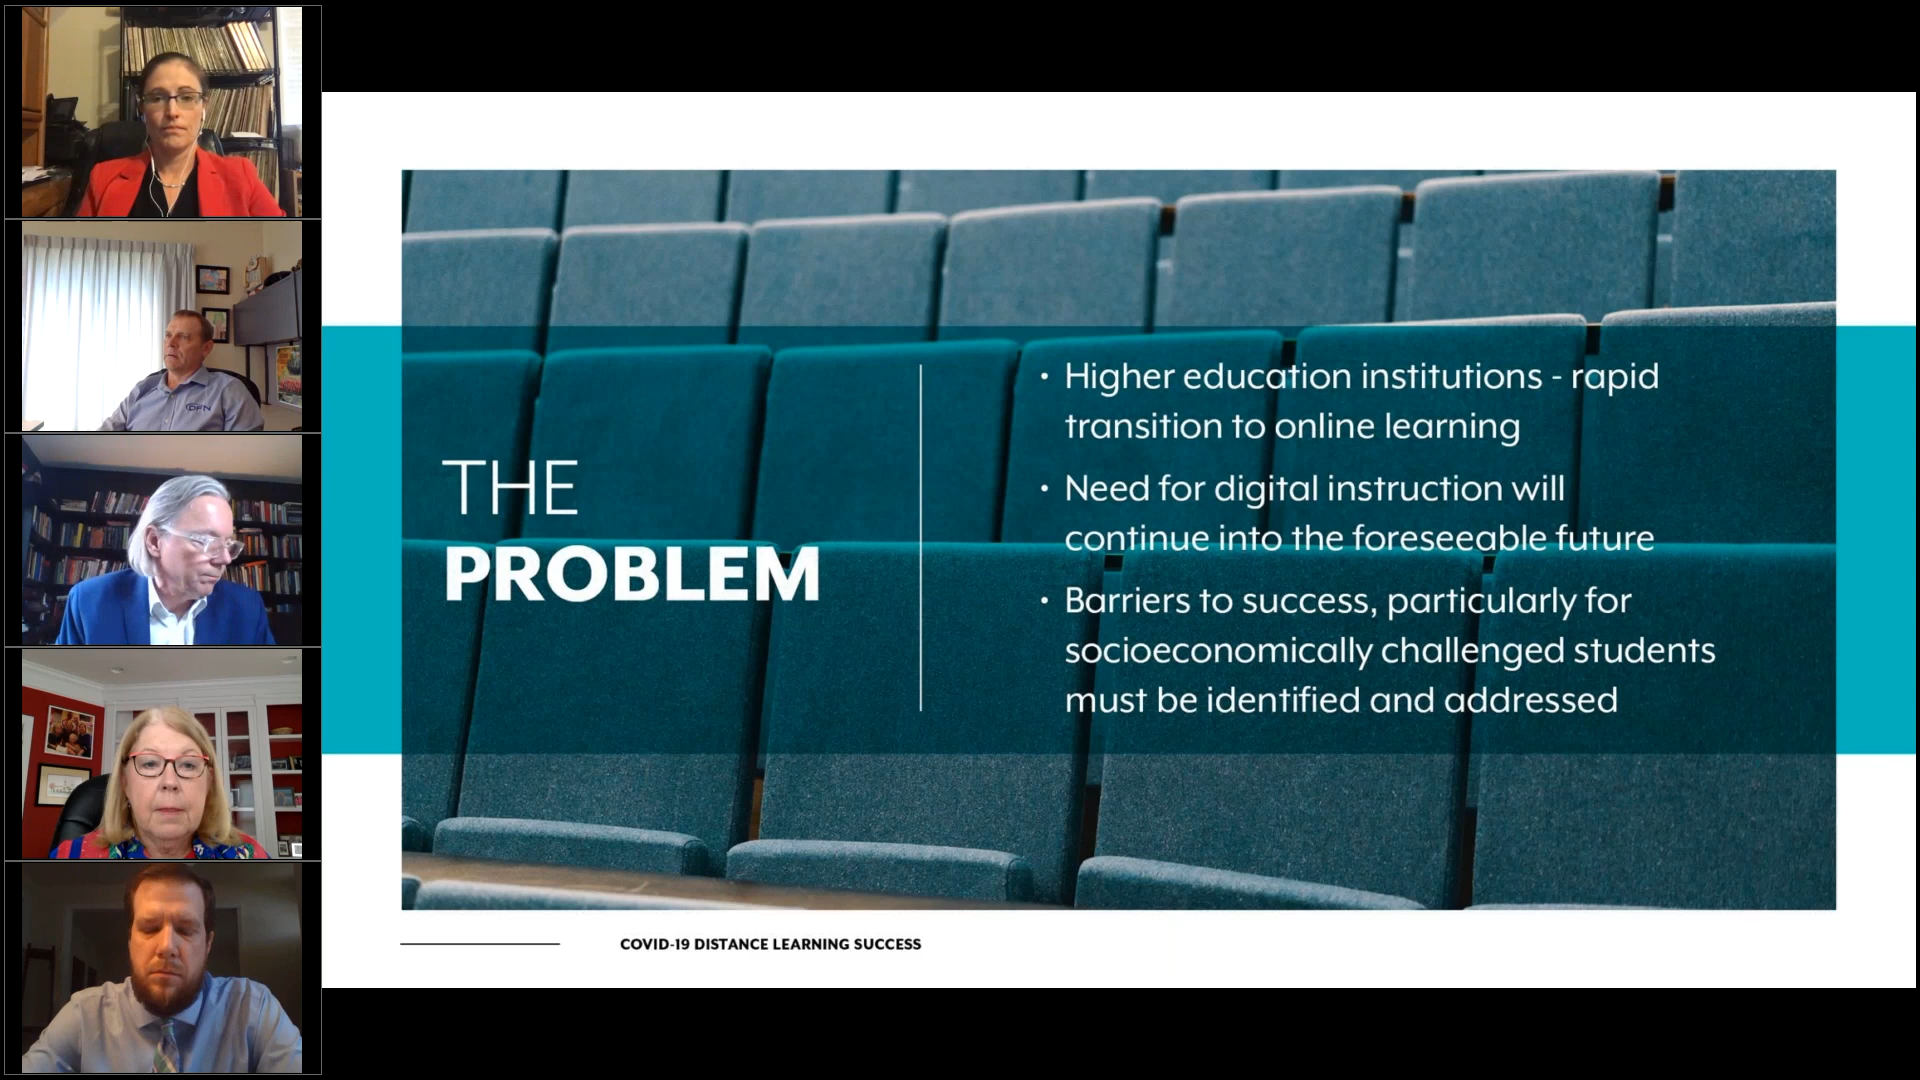 DFN
THE
PROBLEM
• Higher education institutions - rapid
transition to online learning
• Need for digital instruction will
continue into the foreseeable future
• Barriers to success, particularly for
socioeconomically challenged students
must be identified and addressed
COVID-19 DISTANCE LEARNING SUCCESS